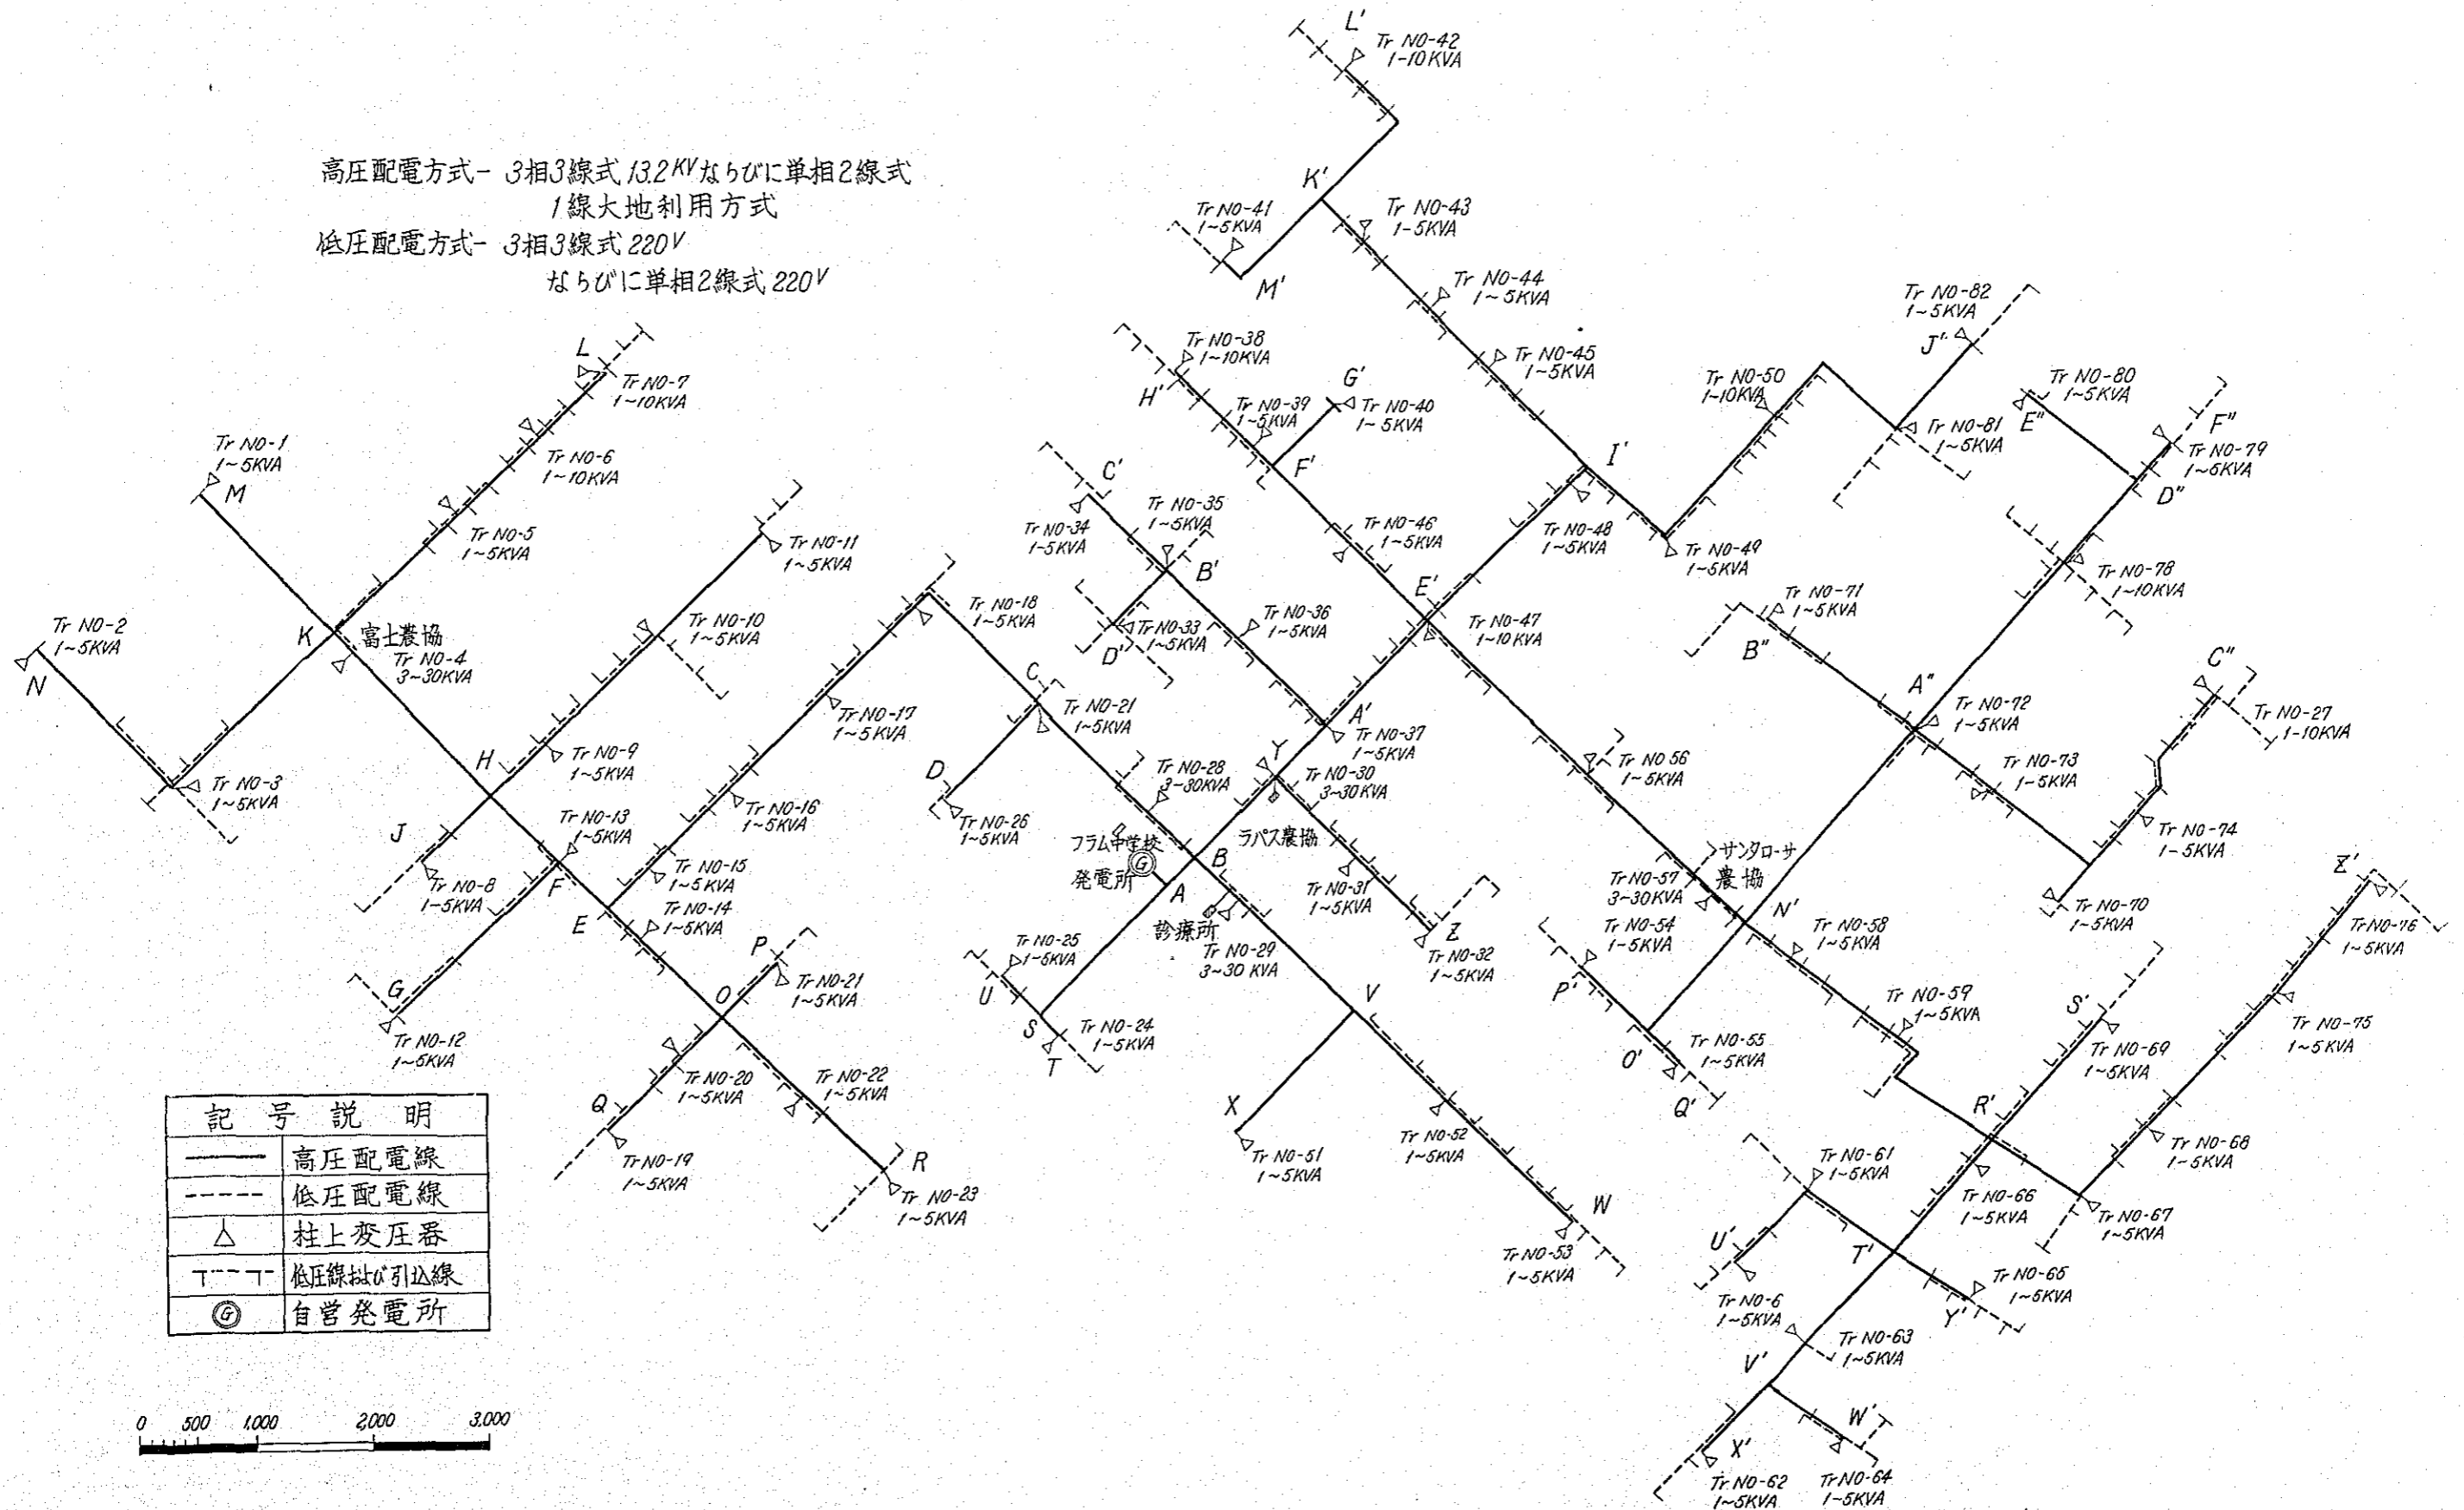 高圧配電方式- 3相3線式 13.2KVならびに単相2線式
1線大地利用方式
低圧配電方式- 3相3線式 220V
ならびに単相2線式 220V
L'
Tr NO-42
1-10KVA
K'
Tr NO-41
1~5KVA
M'
Tr NO-43
1-5KVA
Tr NO-44
1~5KVA
Tr NO-45
1~5KVA
Tr NO-38
1~10KVA
H'
Tr NO-39
1~5KVA
G'
Tr NO-40
1~5KVA
F'
I'
Tr NO-50
1~10KVA
Tr NO-82
1~5KVA
J''
Tr NO-81
1~5KVA
Tr NO-80
1~5KVA
E''
F''
Tr NO-79
1~5KVA
D''
Tr NO-78
1~10KVA
L
Tr NO-7
1~10KVA
Tr NO-6
1~10KVA
Tr NO-5
1~5KVA
Tr NO-1
1~5KVA
M
Tr NO-2
1~5KVA
N
K
富士農協
Tr NO-4
3~30KVA
Tr NO-3
1~5KVA
Tr NO-11
1~5KVA
Tr NO-10
1~5KVA
H
Tr NO-9
1~5KVA
J
Tr NO-8
1-5KVA
Tr NO-13
1~5KVA
F
G
Tr NO-12
1~5KVA
E
Tr NO-14
1~5KVA
Tr NO-15
1~5KVA
Tr NO-16
1~5KVA
Tr NO-17
1~5KVA
Tr NO-18
1~5KVA
C
Tr NO-21
1~5KVA
D
Tr NO-26
1~5KVA
C'
Tr NO-34
1-5KVA
Tr NO-35
1~5KVA
B'
Tr NO-33
1~5KVA
D'
Tr NO-36
1~5KVA
A'
Tr NO-37
1~5KVA
Tr NO-46
1~5KVA
E'
Tr NO-47
1~10KVA
Tr NO-48
1~5KVA
Tr NO-49
1~5KVA
Y
Tr NO-30
3~30KVA
Tr NO-28
3~30KVA
ラパス農協
フラム中学校
発電所
G
A
B
診療所
Tr NO-29
3~30 KVA
Tr NO-31
1~5KVA
Z
Tr NO-32
1~5KVA
Tr NO-25
1~5KVA
U
S
T
Tr NO-24
1~5KVA
P
Tr NO-21
1~5KVA
O
Q
Tr NO-20
1~5KVA
Tr NO-19
1~5KVA
Tr NO-22
1~5KVA
R
Tr NO-23
1~5KVA
V
X
Tr NO-51
1~5KVA
Tr NO-52
1~5KVA
W
Tr NO-53
1~5KVA
Tr NO 56
1~5KVA
サンタローサ
農協
Tr NO-57
3~30KVA
N'
Tr NO-54
1~5KVA
P'
O'
Tr NO-55
1~5KVA
Q'
Tr NO-58
1~5KVA
Tr NO-59
1~5KVA
Tr NO-71
1~5KVA
B''
A''
Tr NO-72
1~5KVA
Tr NO-73
1~5KVA
C''
Tr NO-27
1-10KVA
Tr NO-74
1-5KVA
Tr NO-70
1~5KVA
Z'
Tr NO-76
1~5KVA
Tr NO-75
1~5KVA
S'
Tr NO-69
1~5KVA
R'
Tr NO-68
1~5KVA
Tr NO-67
1~5KVA
Tr NO-66
1~5KVA
Tr NO-61
1~5KVA
U'
Tr NO-6
1~5KVA
T'
Tr NO-65
1~5KVA
Y'
Tr NO-63
1~5KVA
V'
W'
Tr NO-64
1-5KVA
X'
Tr NO-62
1~5KVA
記号説明
高圧配電線
低圧配電線
柱上変圧器
低圧線および引込線
G 自営発電所
0 500 1,000 2,000 3,000